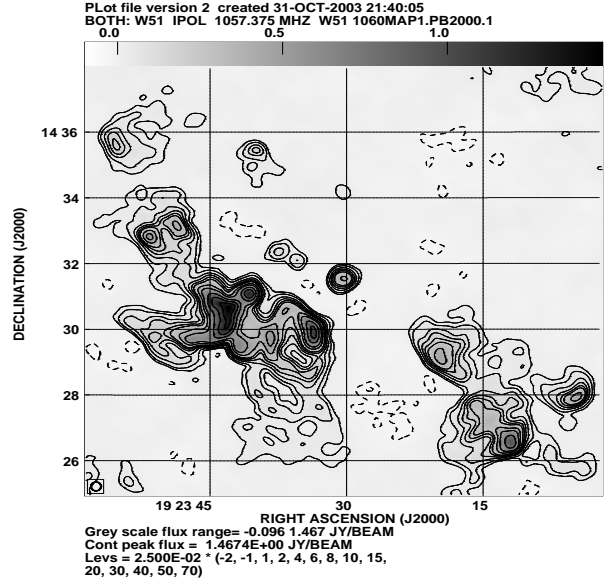 PLot file version 2 created 31-OCT-2003 21:40:05
BOTH: W51 IPOL 1057.375 MHZ W51 1060MAP1.PB2000.1
0.0 0.5 1.0
14 36
34
32
30
28
26
DECLINATION (J2000)
19 23 45 30 15
RIGHT ASCENSION (J2000)
Grey scale flux range= -0.096 1.467 JY/BEAM
Cont peak flux = 1.4674E+00 JY/BEAM
Levs = 2.500E-02 * (-2, -1, 1, 2, 4, 6, 8, 10, 15,
20, 30, 40, 50, 70)